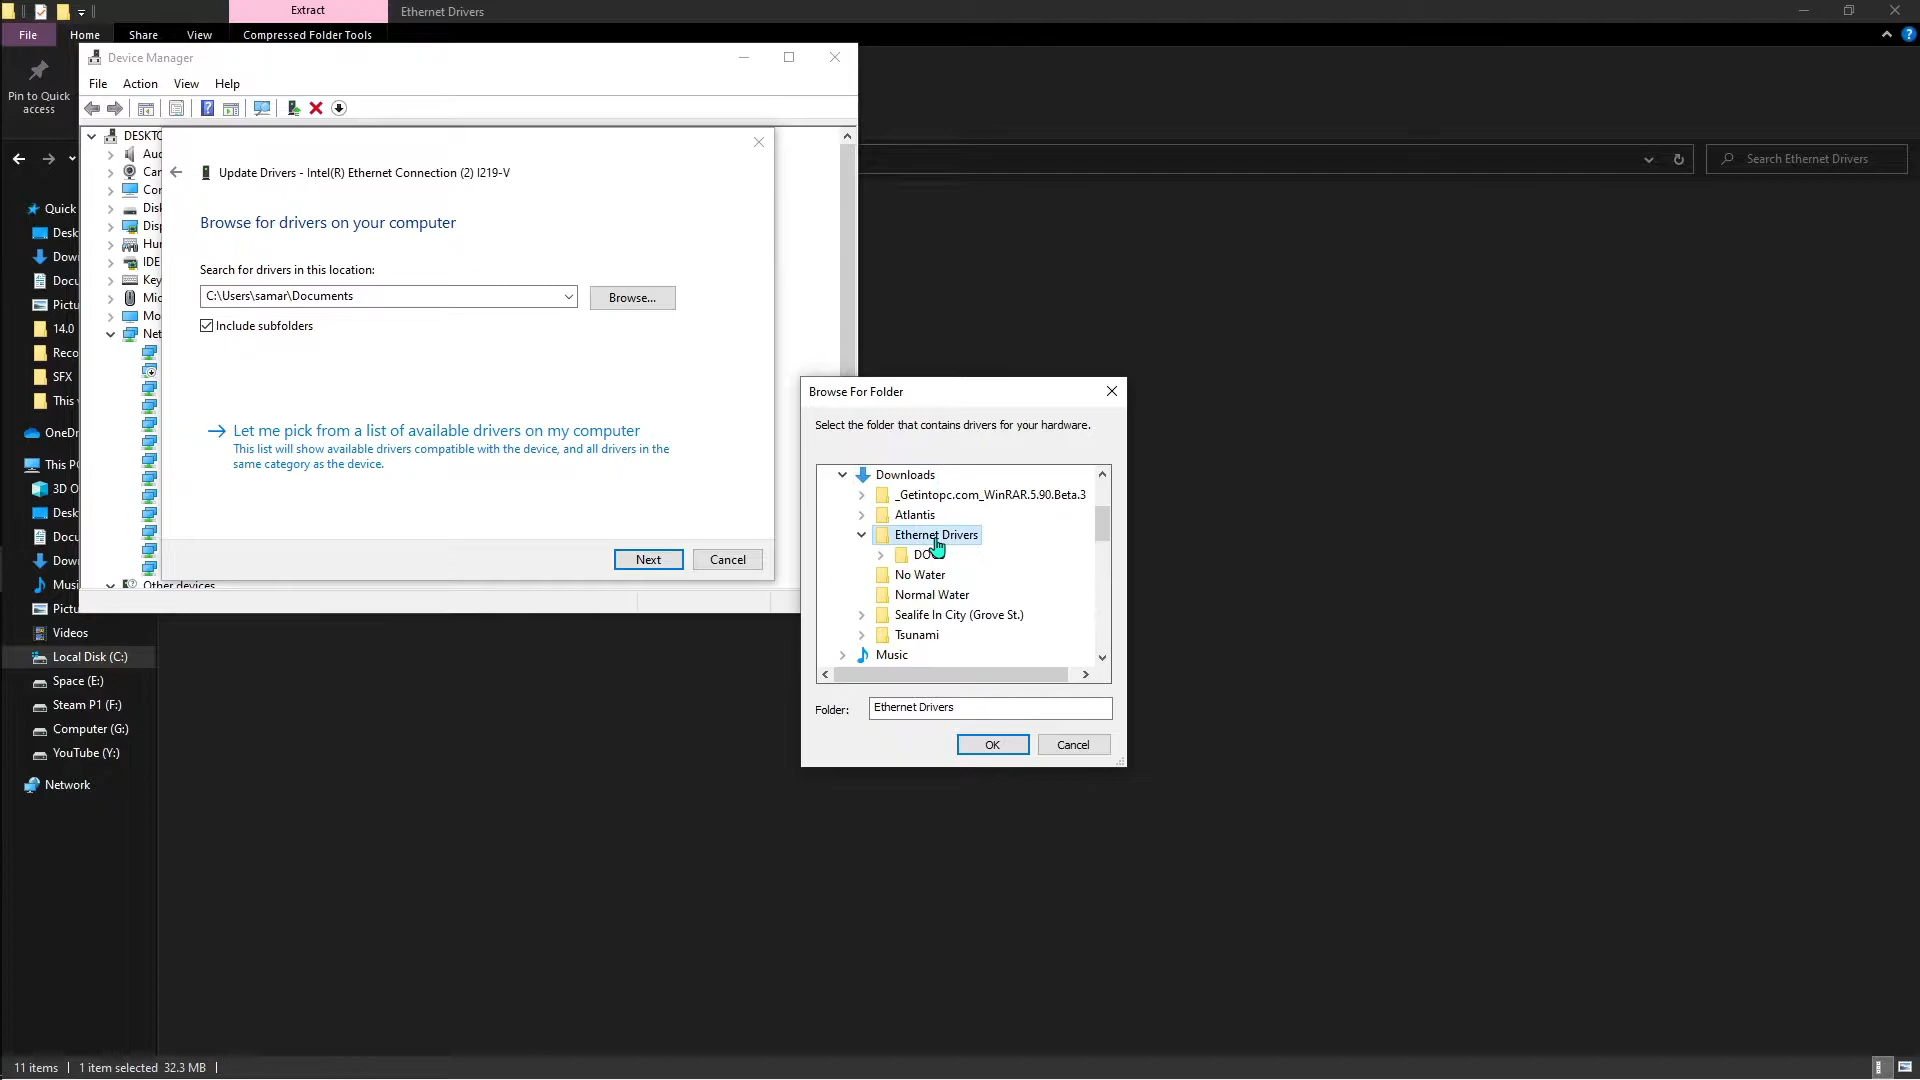 Extract
Ethernet Drivers
File
Home
Share
View
Compressed Folder Tools
Pin to Quick
access
Device Manager
File
Action
View
Help
DESKTO
Auc
Car
Cor
Disk
Disp
Hur
IDE
Key
Mic
Mo
Net
Other devices
Update Drivers - Intel(R) Ethernet Connection (2) I219-V
Browse for drivers on your computer
Search for drivers in this location:
C:\Users\samar\Documents
Browse...
Include subfolders
Let me pick from a list of available drivers on my computer
This list will show available drivers compatible with the device, and all drivers in the
same category as the device.
Next
Cancel
Search Ethernet Drivers
Quick
Desk
Down
Docu
Pictu
14.0
Reco
SFX
This v
OneDr
This PC
3D O
Desk
Docu
Down
Musi
Pictu
Videos
Local Disk (C:)
Space (E:)
Steam P1 (F:)
Computer (G:)
YouTube (Y:)
Network
Browse For Folder
Select the folder that contains drivers for your hardware.
Downloads
_Getintopc.com_WinRAR.5.90.Beta.3
Atlantis
Ethernet Drivers
No Water
Normal Water
Sealife In City (Grove St.)
Tsunami
Music
Folder:
Ethernet Drivers
OK
Cancel
11 items
1 item selected 32.3 MB